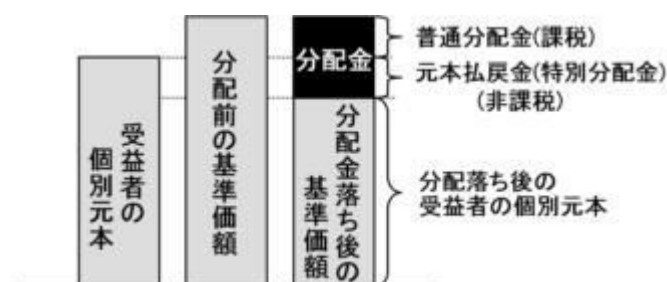 受益者の
個別元本
分配前の基準価額
分配金
分配金落ち後の
基準価額
普通分配金(課税)
元本払戻金(特別分配金)
(非課税)
分配落ち後の
受益者の個別元本